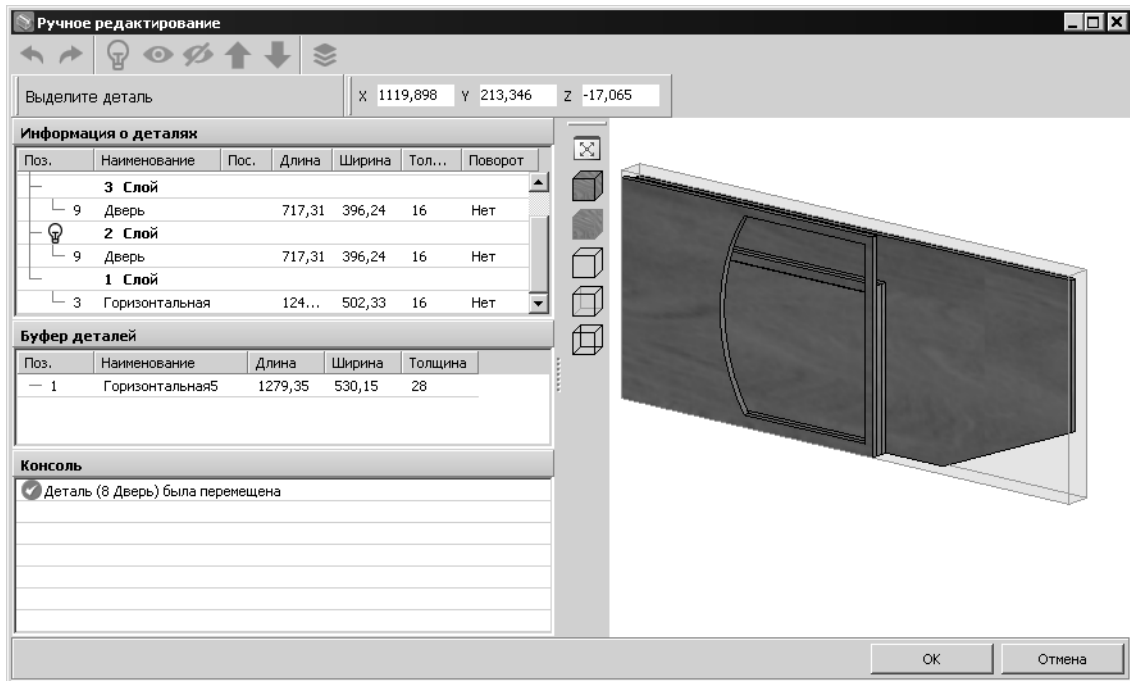 Ручное редактирование
Выделите деталь X 1119,898 Y 213,346 Z -17,065
Информация о деталях
Поз. Наименование Пос. Длина Ширина Тол... Поворот
3 Слой
9 Дверь 717,31 396,24 16 Нет
2 Слой
9 Дверь 717,31 396,24 16 Нет
1 Слой
3 Горизонтальная 124... 502,33 16 Нет
Буфер деталей
Поз. Наименование Длина Ширина Толщина
1 Горизонтальная5 1279,35 530,15 28
Консоль
Деталь (8 Дверь) была перемещена
ОК Отмена